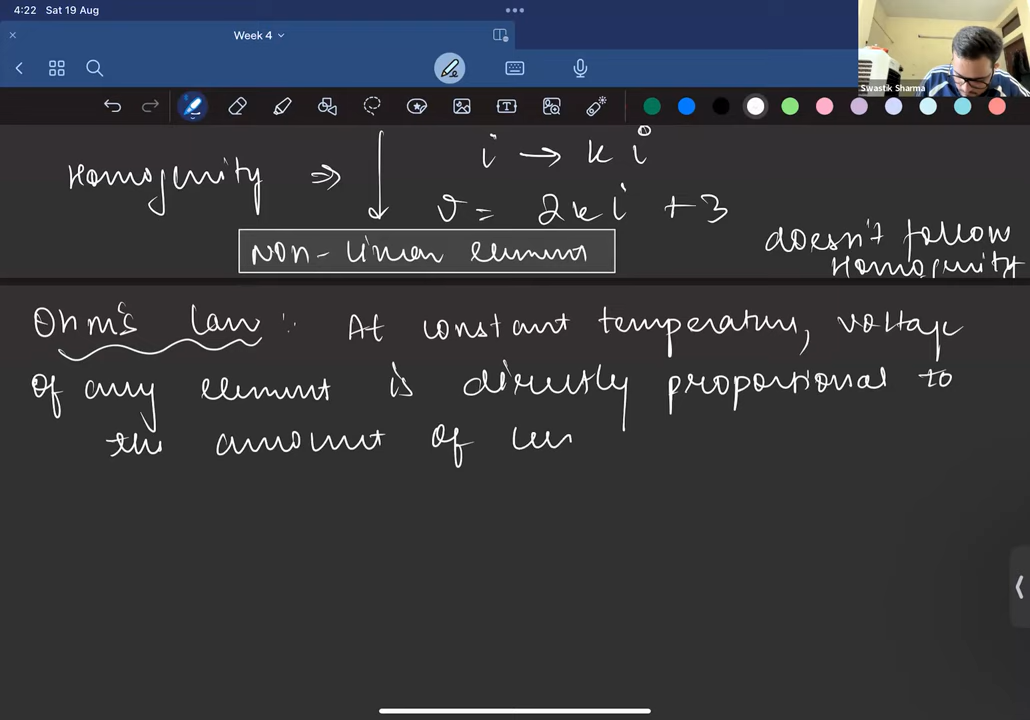 4:22 Sat 19 Aug
Week 4
Swastik Sharma
i → k i
Homogenity ⇒
v = 2ki + 3
Non-linear element
doesn't follow
Homogenity
Ohm's law : At constant temperature, voltage
of any element is directly proportional to
the amount of curr